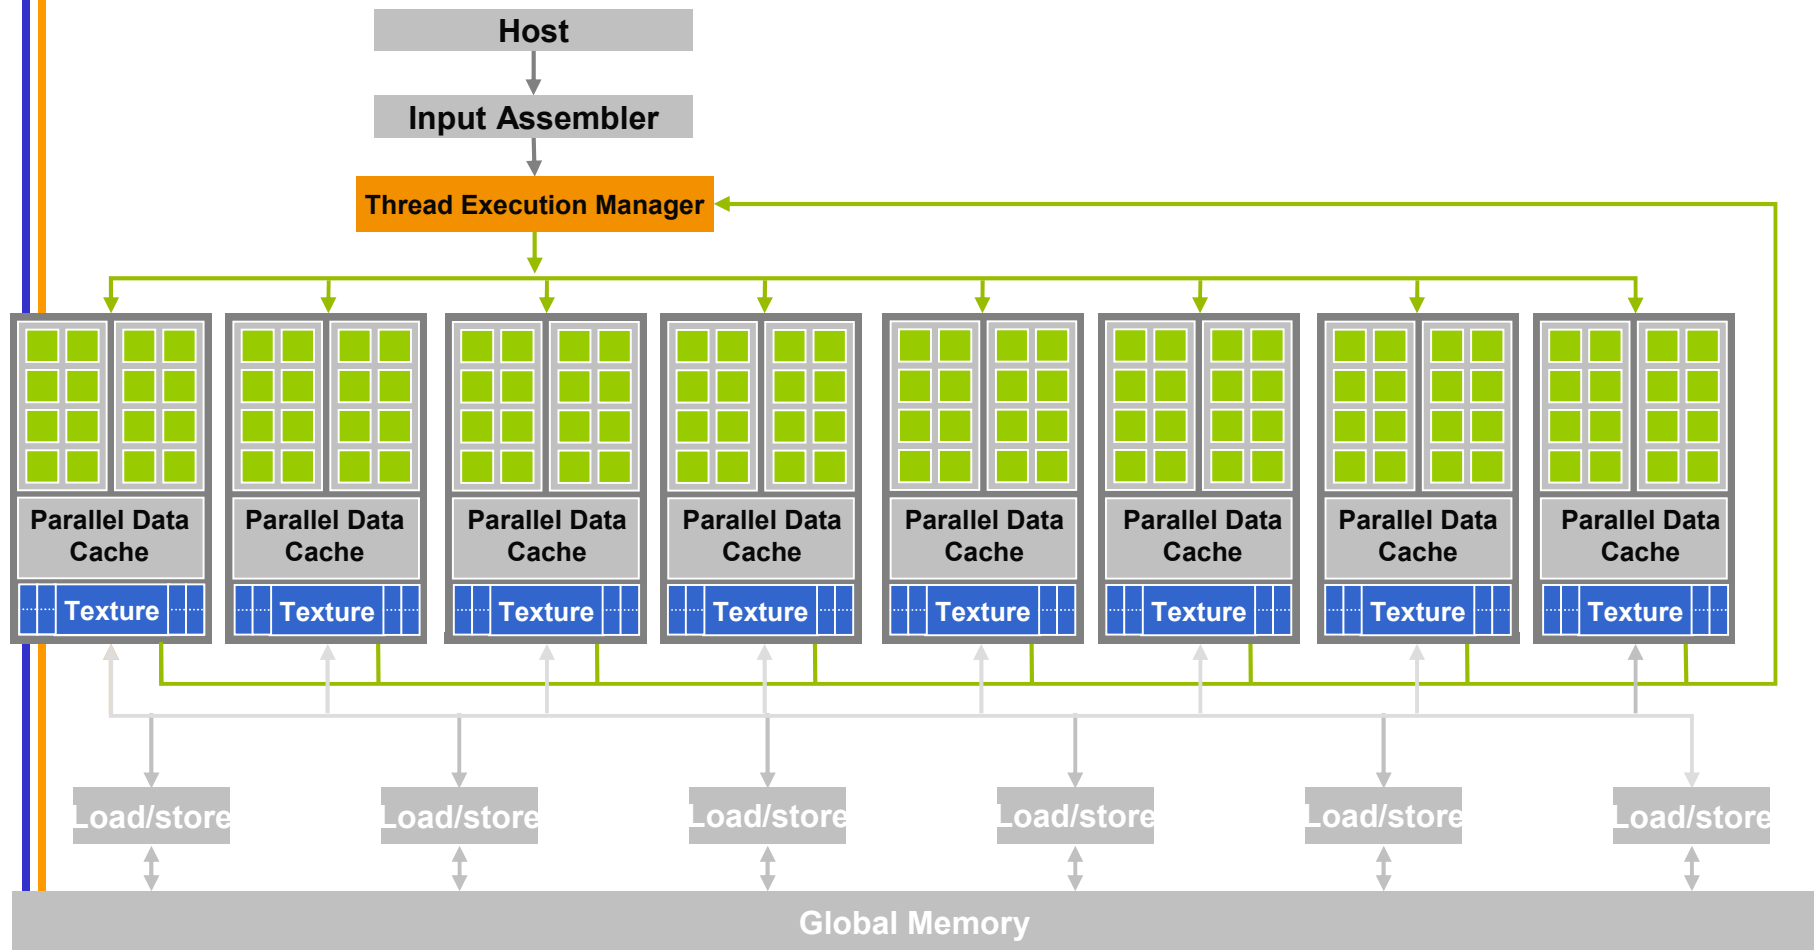 Host
Input Assembler
Thread Execution Manager
Parallel Data Cache
Parallel Data Cache
Parallel Data Cache
Parallel Data Cache
Parallel Data Cache
Parallel Data Cache
Parallel Data Cache
Parallel Data Cache
Texture
Texture
Texture
Texture
Texture
Texture
Texture
Texture
Load/store
Load/store
Load/store
Load/store
Load/store
Load/store
Global Memory